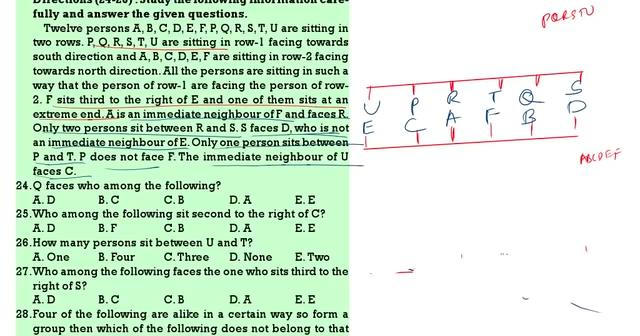 Directions (24-28): Study the following information care-
fully and answer the given questions.
Twelve persons A, B, C, D, E, F, P, Q, R, S, T, U are sitting in
two rows. P, Q, R, S, T, U are sitting in row-1 facing towards
south direction and A, B, C, D, E, F are sitting in row-2 facing
towards north direction. All the persons are sitting in such a
way that the person of row-1 are facing the person of row-
2. F sits third to the right of E and one of them sits at an
extreme end. A is an immediate neighbour of F and faces R.
Only two persons sit between R and S. S faces D, who is not
an immediate neighbour of E. Only one person sits between
P and T. P does not face F. The immediate neighbour of U
faces C.
24. Q faces who among the following?
A. D B. C C. B D. A E. E
25. Who among the following sit second to the right of C?
A. D B. F C. B D. A E. E
26. How many persons sit between U and T?
A. One B. Four C. Three D. None E. Two
27. Who among the following faces the one who sits third to the
right of S?
A. D B. C C. B D. A E. E
28. Four of the following are alike in a certain way so form a
group then which of the following does not belong to that
PQRSTU
U P R T Q S
E C A F B D
ABCDEF